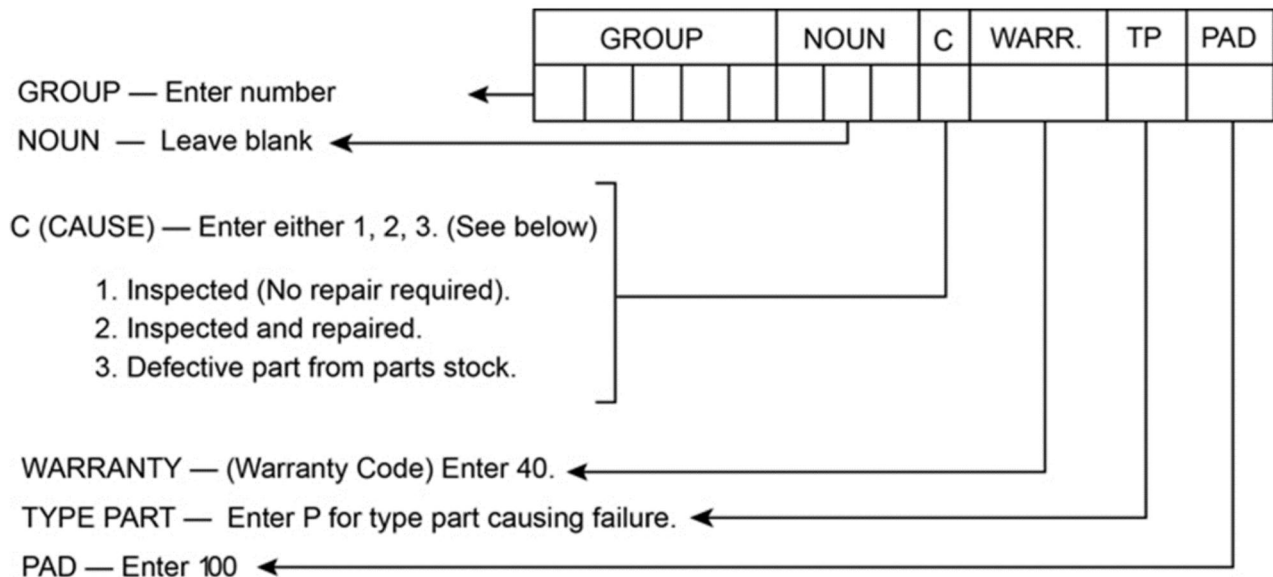 GROUP NOUN C WARR. TP PAD
GROUP — Enter number
NOUN — Leave blank
C (CAUSE) — Enter either 1, 2, 3. (See below)
1. Inspected (No repair required).
2. Inspected and repaired.
3. Defective part from parts stock.
WARRANTY — (Warranty Code) Enter 40.
TYPE PART — Enter P for type part causing failure.
PAD — Enter 100